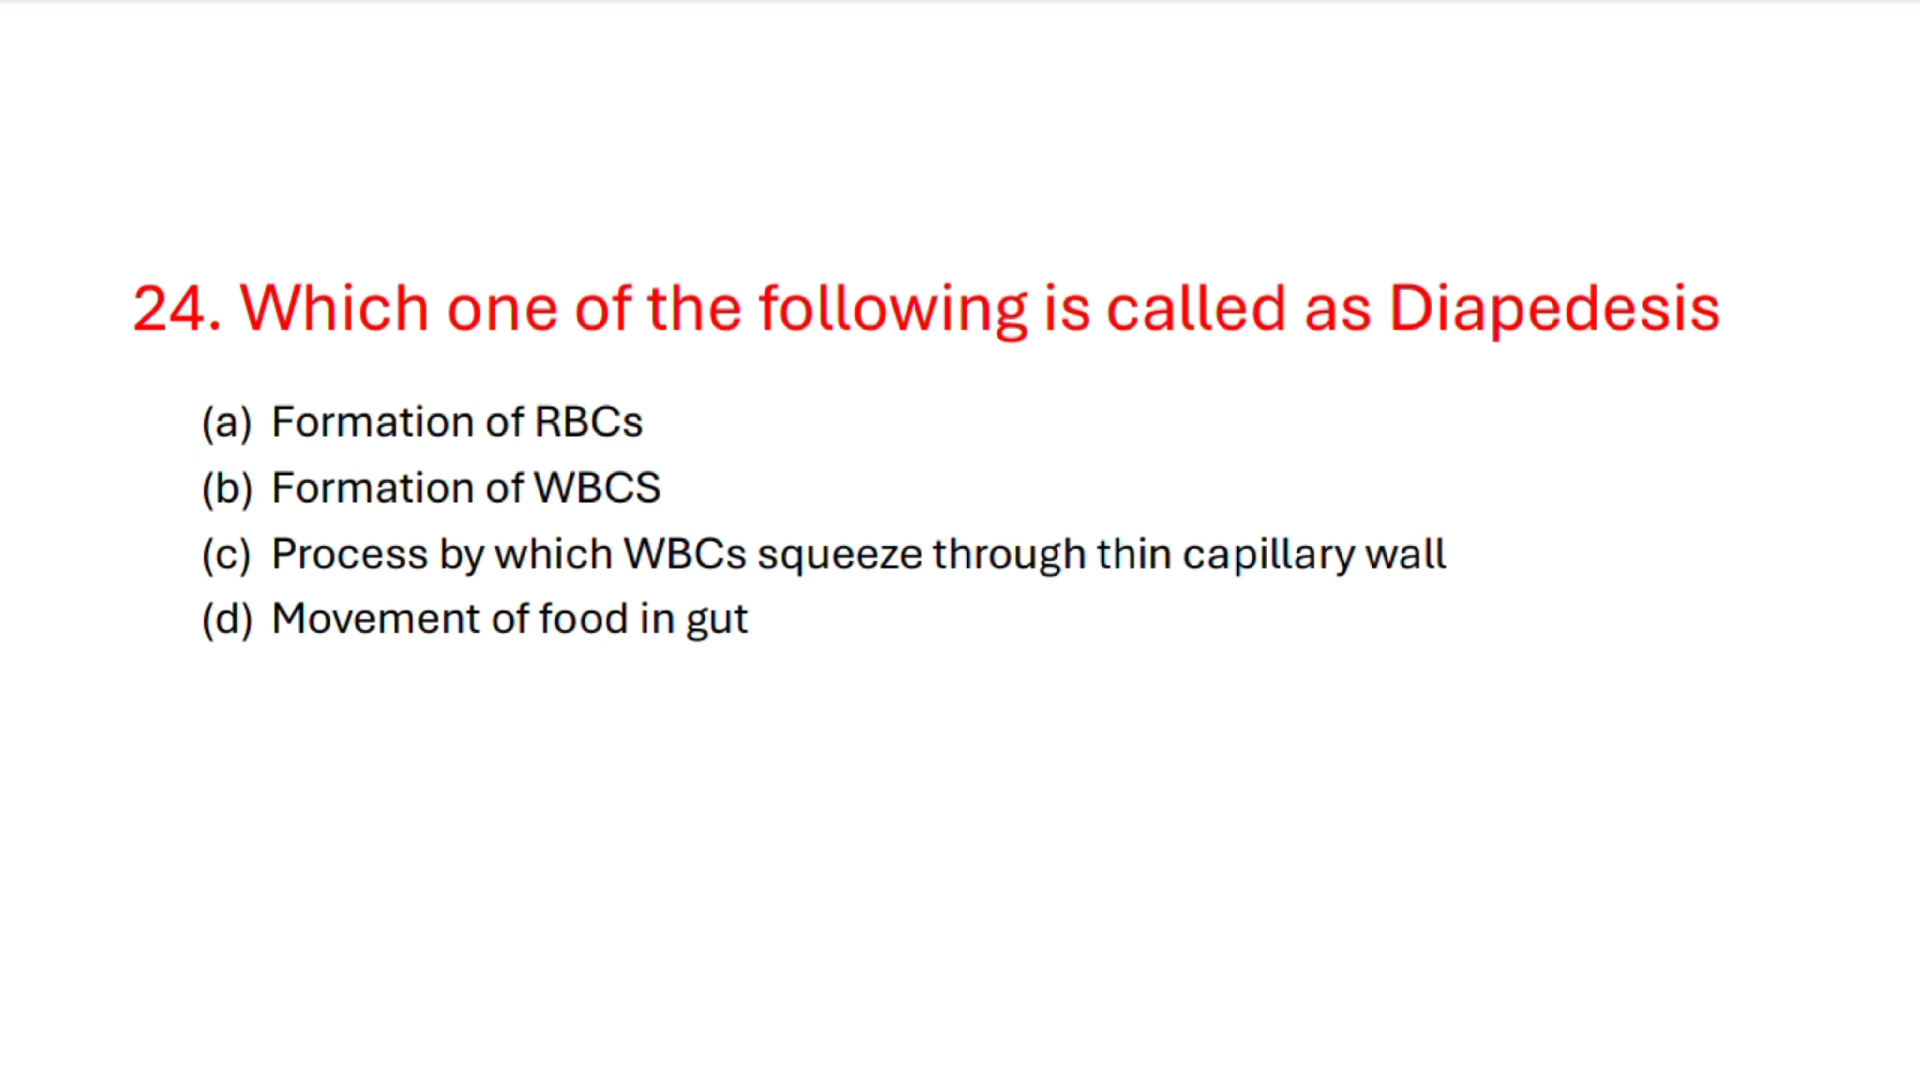 24. Which one of the following is called as Diapedesis
(a) Formation of RBCs
(b) Formation of WBCS
(c) Process by which WBCs squeeze through thin capillary wall
(d) Movement of food in gut